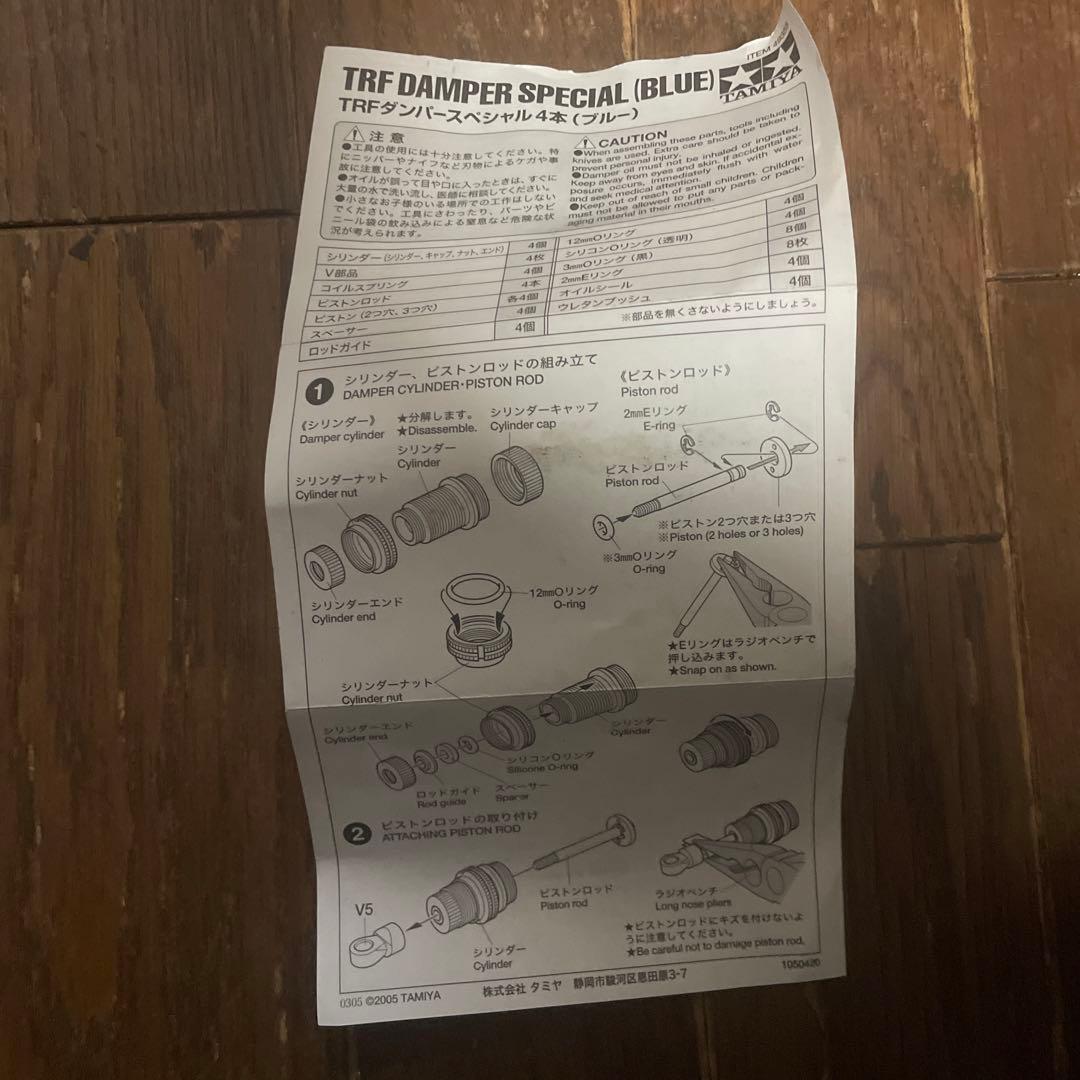 TRF DAMPER SPECIAL (BLUE)
TRFダンパースペシャル4本(ブルー)
ITEM
TAMIYA
注意
●工具の使用には十分注意してください。特
にニッパーやナイフなど刃物によるケガや事
故に注意してください。
●オイルが誤って目や口に入ったときは、すぐに
大量の水で洗い流し、医師に相談してください。
●小さなお子様のいる場所での工作はしない
でください。工具にさわったり、パーツやビ
ニール袋の飲み込みによる窒息など危険な状
況が考えられます。
CAUTION
●When assembling these parts, tools including
knives are used. Extra care should be taken to
prevent personal injury.
●Damper oil must not be inhaled or ingested.
Keep away from eyes and skin. If accidental ex-
posure occurs, immediately flush with water
and seek medical attention.
●Keep out of reach of small children. Children
must not be allowed to put any parts or pack-
aging material in their mouths.
シリンダー(シリンダー、キャップ、ナット、エンド) 4個
V部品 4枚
コイルスプリング 4個
ピストンロッド 4本
ピストン(2つ穴、3つ穴) 各4個
スペーサー 4個
ロッドガイド 4個
12mmOリング 4個
シリコンOリング(透明) 4個
3mmOリング(黒) 8個
2mmEリング 8枚
オイルシール 4個
ウレタンブッシュ 4個
※部品を無くさないようにしましょう。
1 シリンダー、ピストンロッドの組み立て
DAMPER CYLINDER・PISTON ROD
《シリンダー》
Damper cylinder
★分解します。
★Disassemble.
シリンダーキャップ
Cylinder cap
シリンダー
Cylinder
シリンダーナット
Cylinder nut
シリンダーエンド
Cylinder end
《ピストンロッド》
Piston rod
2mmEリング
E-ring
ピストンロッド
Piston rod
※ピストン2つ穴または3つ穴
※Piston (2 holes or 3 holes)
※3mmOリング
O-ring
12mmOリング
O-ring
★Eリングはラジオペンチで
押し込みます。
★Snap on as shown.
シリンダーナット
Cylinder nut
シリンダーエンド
Cylinder end
シリンダー
Cylinder
シリコンOリング
Silicone O-ring
ロッドガイド
Rod guide
スペーサー
Spacer
2 ピストンロッドの取り付け
ATTACHING PISTON ROD
V5
ピストンロッド
Piston rod
シリンダー
Cylinder
ラジオペンチ
Long nose pliers
★ピストンロッドにキズを付けないよ
うに注意してください。
★Be careful not to damage piston rod.
0305 ©2005 TAMIYA
株式会社 タミヤ 静岡市駿河区恩田原3-7
1050420